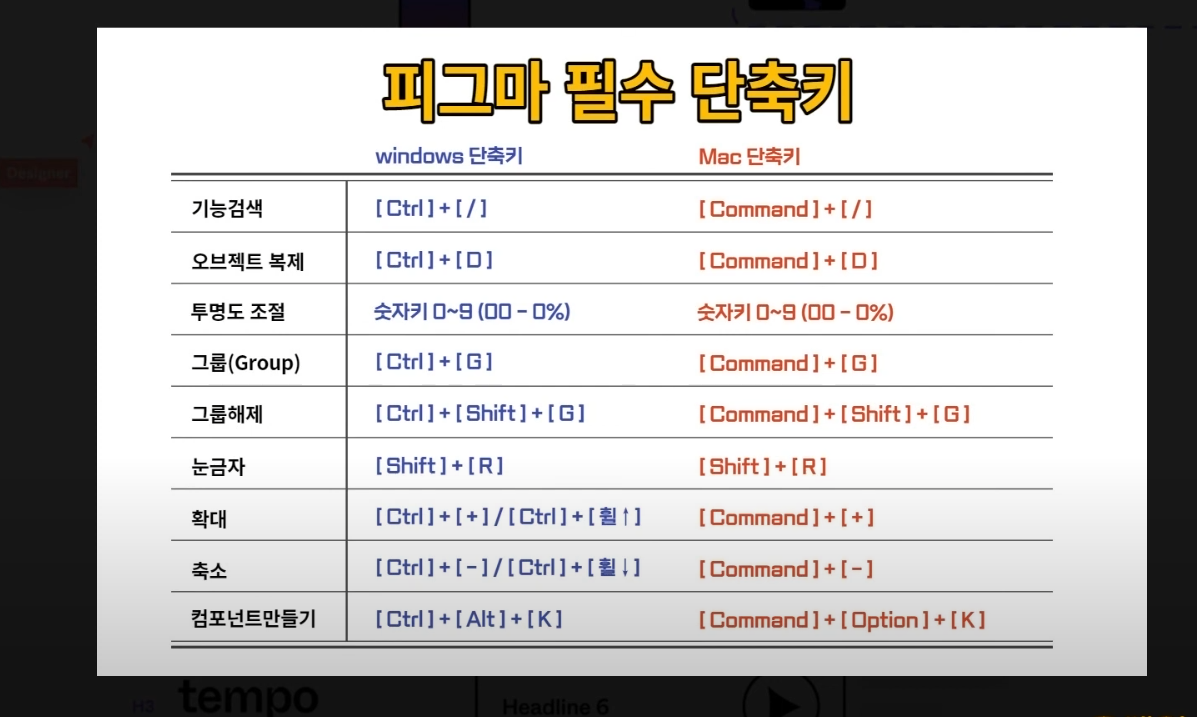 Designer
피그마 필수 단축키
windows 단축키 Mac 단축키
기능검색 [Ctrl]+[/] [Command]+[/]
오브젝트 복제 [Ctrl]+[D] [Command]+[D]
투명도 조절 숫자키 0~9 (00 - 0%) 숫자키 0~9 (00 - 0%)
그룹(Group) [Ctrl]+[G] [Command]+[G]
그룹해제 [Ctrl]+[Shift]+[G] [Command]+[Shift]+[G]
눈금자 [Shift]+[R] [Shift]+[R]
확대 [Ctrl]+[+]/[Ctrl]+[휠↑] [Command]+[+]
축소 [Ctrl]+[-]/[Ctrl]+[휠↓] [Command]+[-]
컴포넌트만들기 [Ctrl]+[Alt]+[K] [Command]+[Option]+[K]
H3 tempo Headline 6